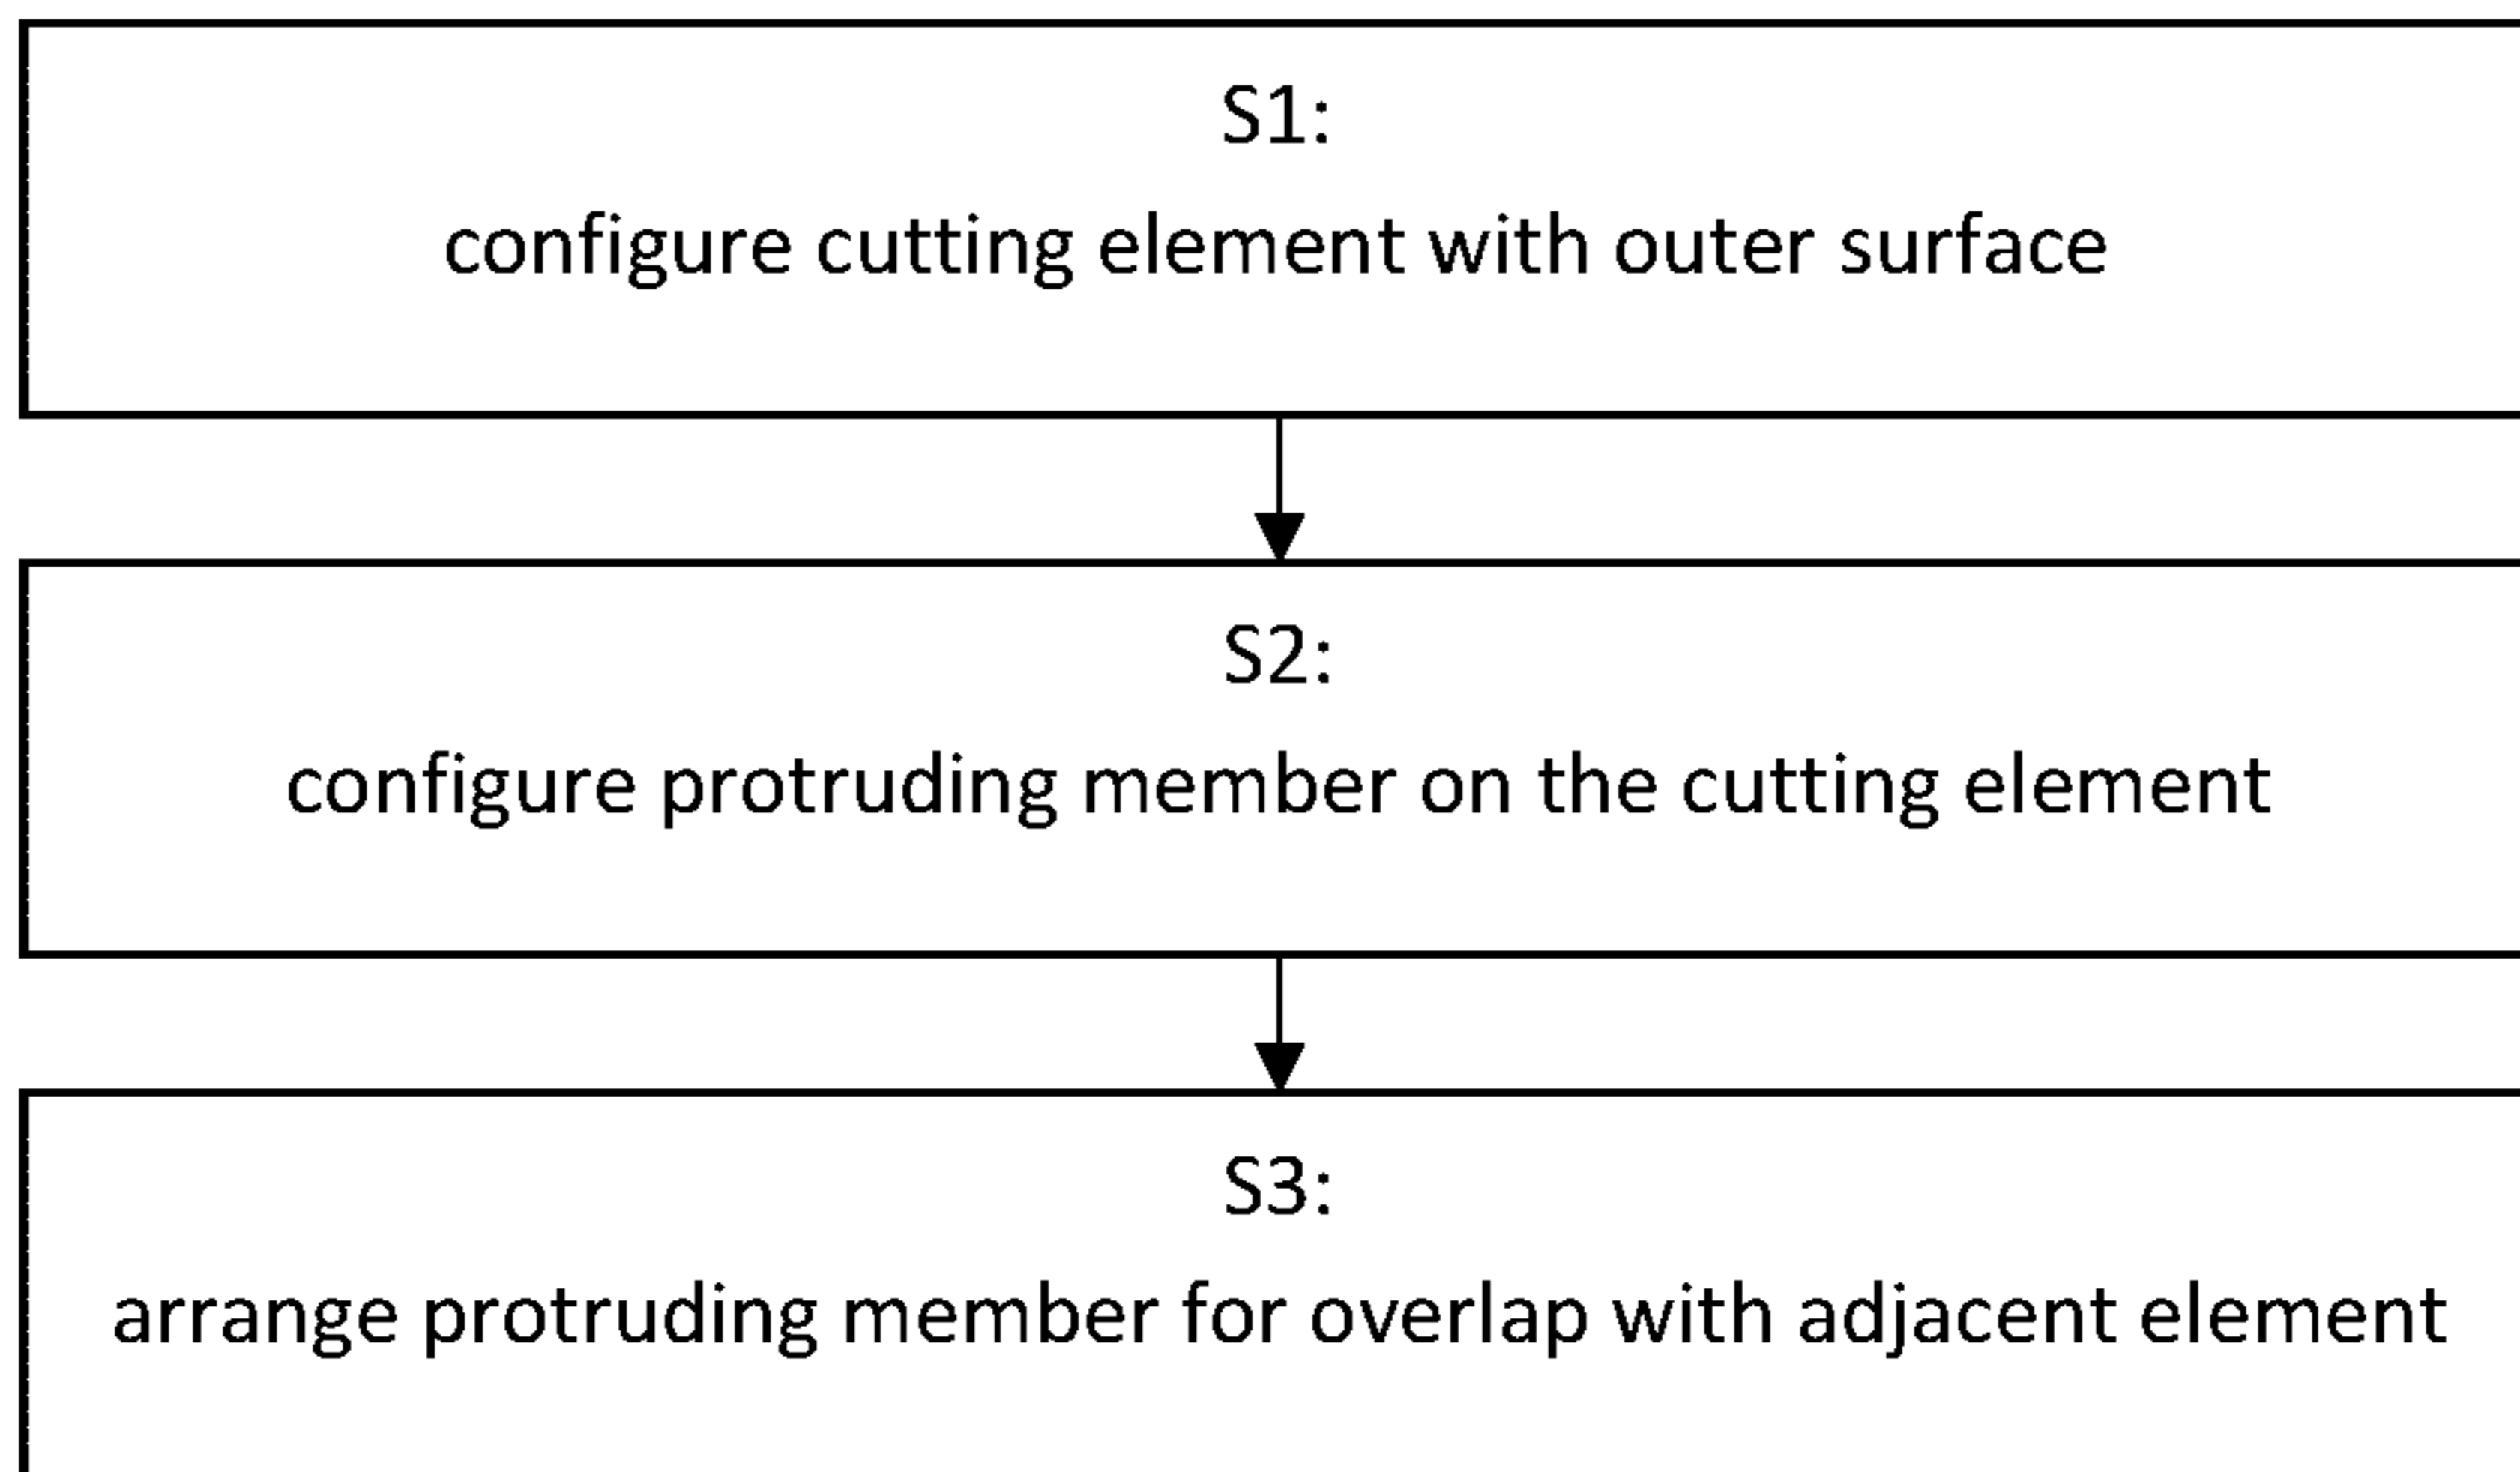 S1:
configure cutting element with outer surface
S2:
configure protruding member on the cutting element
S3:
arrange protruding member for overlap with adjacent element